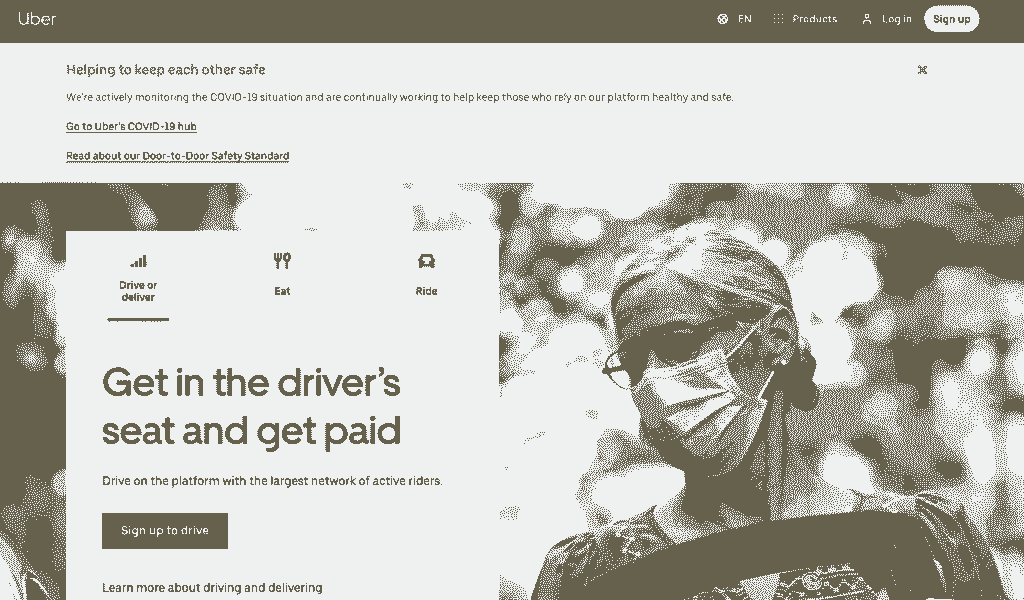 Uber
EN
Products
Log in
Sign up
Helping to keep each other safe
We're actively monitoring the COVID-19 situation and are continually working to help keep those who rely on our platform healthy and safe.
Go to Uber's COVID-19 hub
Read about our Door-to-Door Safety Standard
Drive or
deliver
Eat
Ride
Get in the driver's
seat and get paid
Drive on the platform with the largest network of active riders.
Sign up to drive
Learn more about driving and delivering